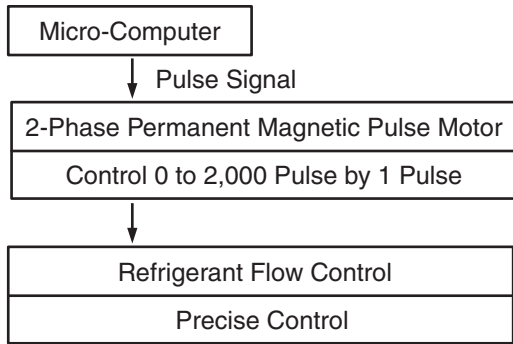 Micro-Computer
Pulse Signal
2-Phase Permanent Magnetic Pulse Motor
Control 0 to 2,000 Pulse by 1 Pulse
Refrigerant Flow Control
Precise Control